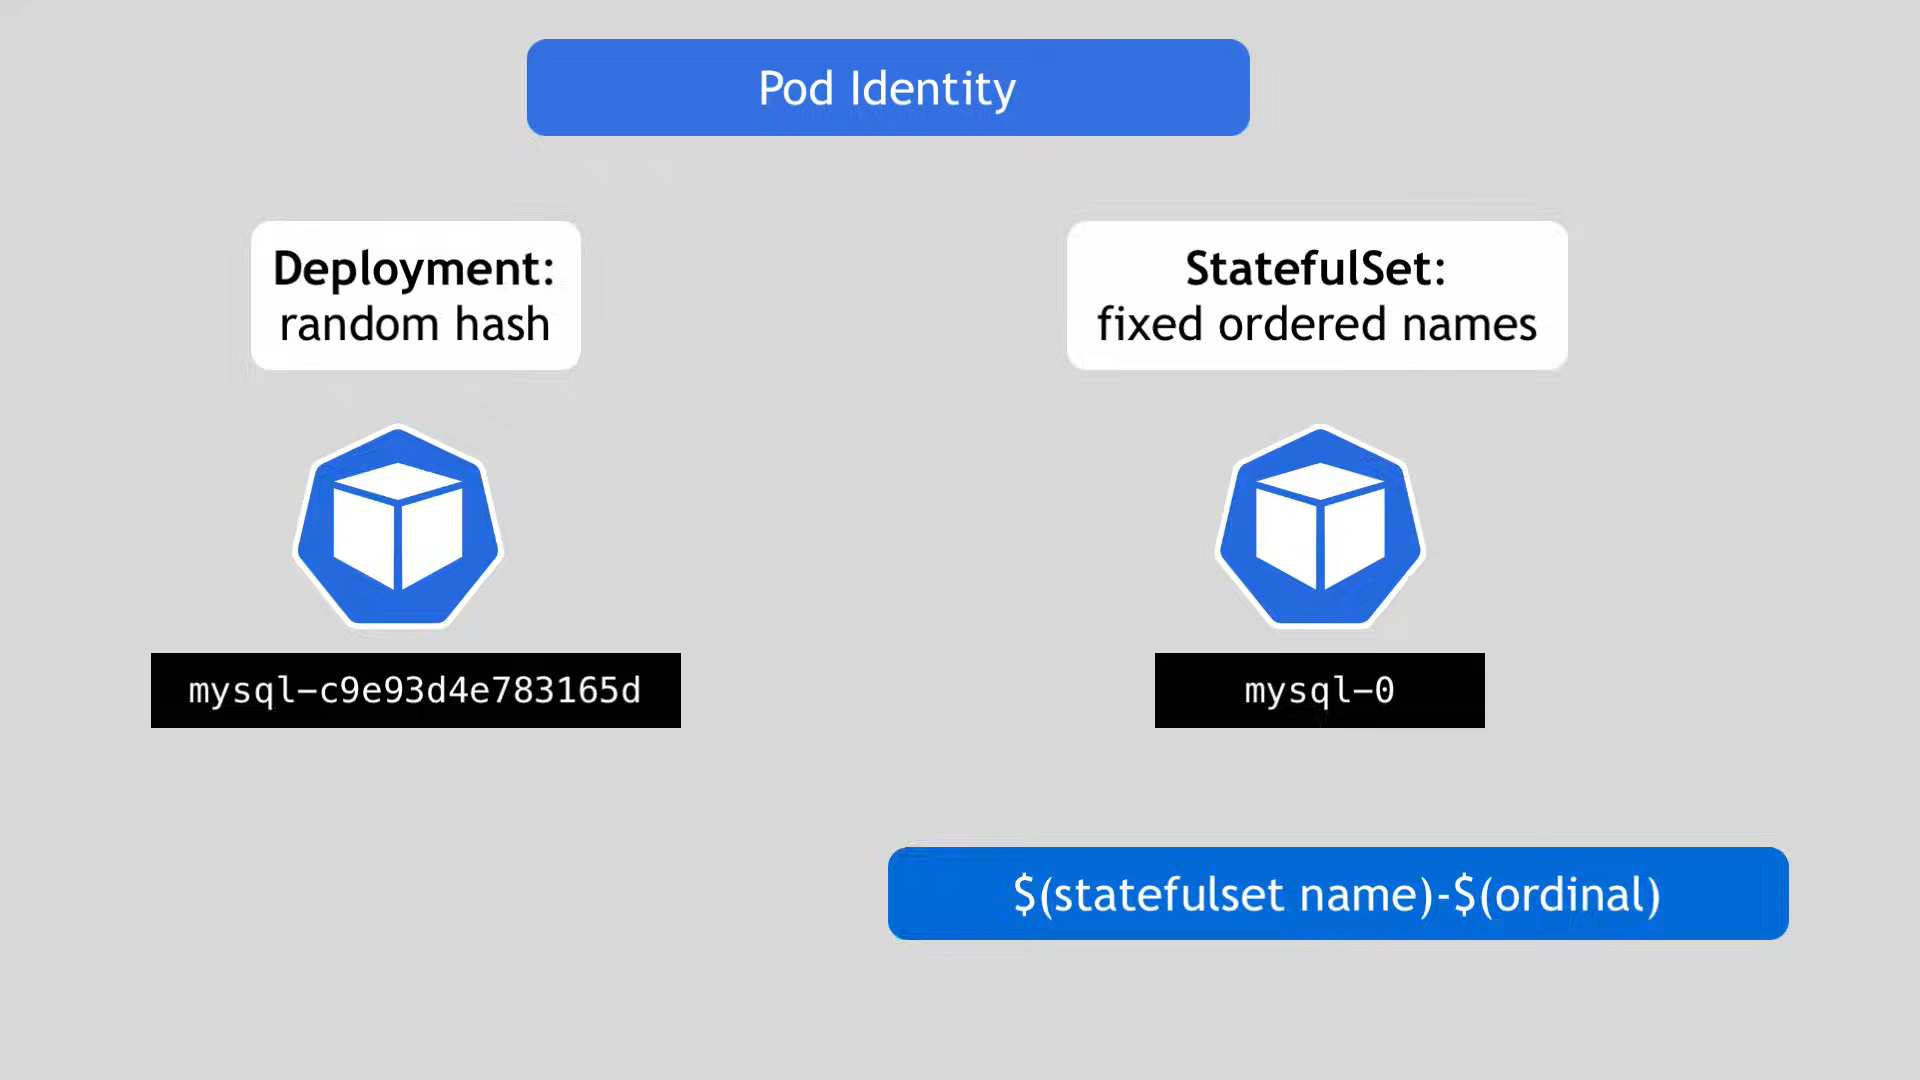 Pod Identity
Deployment:
random hash
StatefulSet:
fixed ordered names
mysql-c9e93d4e783165d
mysql-0
$(statefulset name)-$(ordinal)